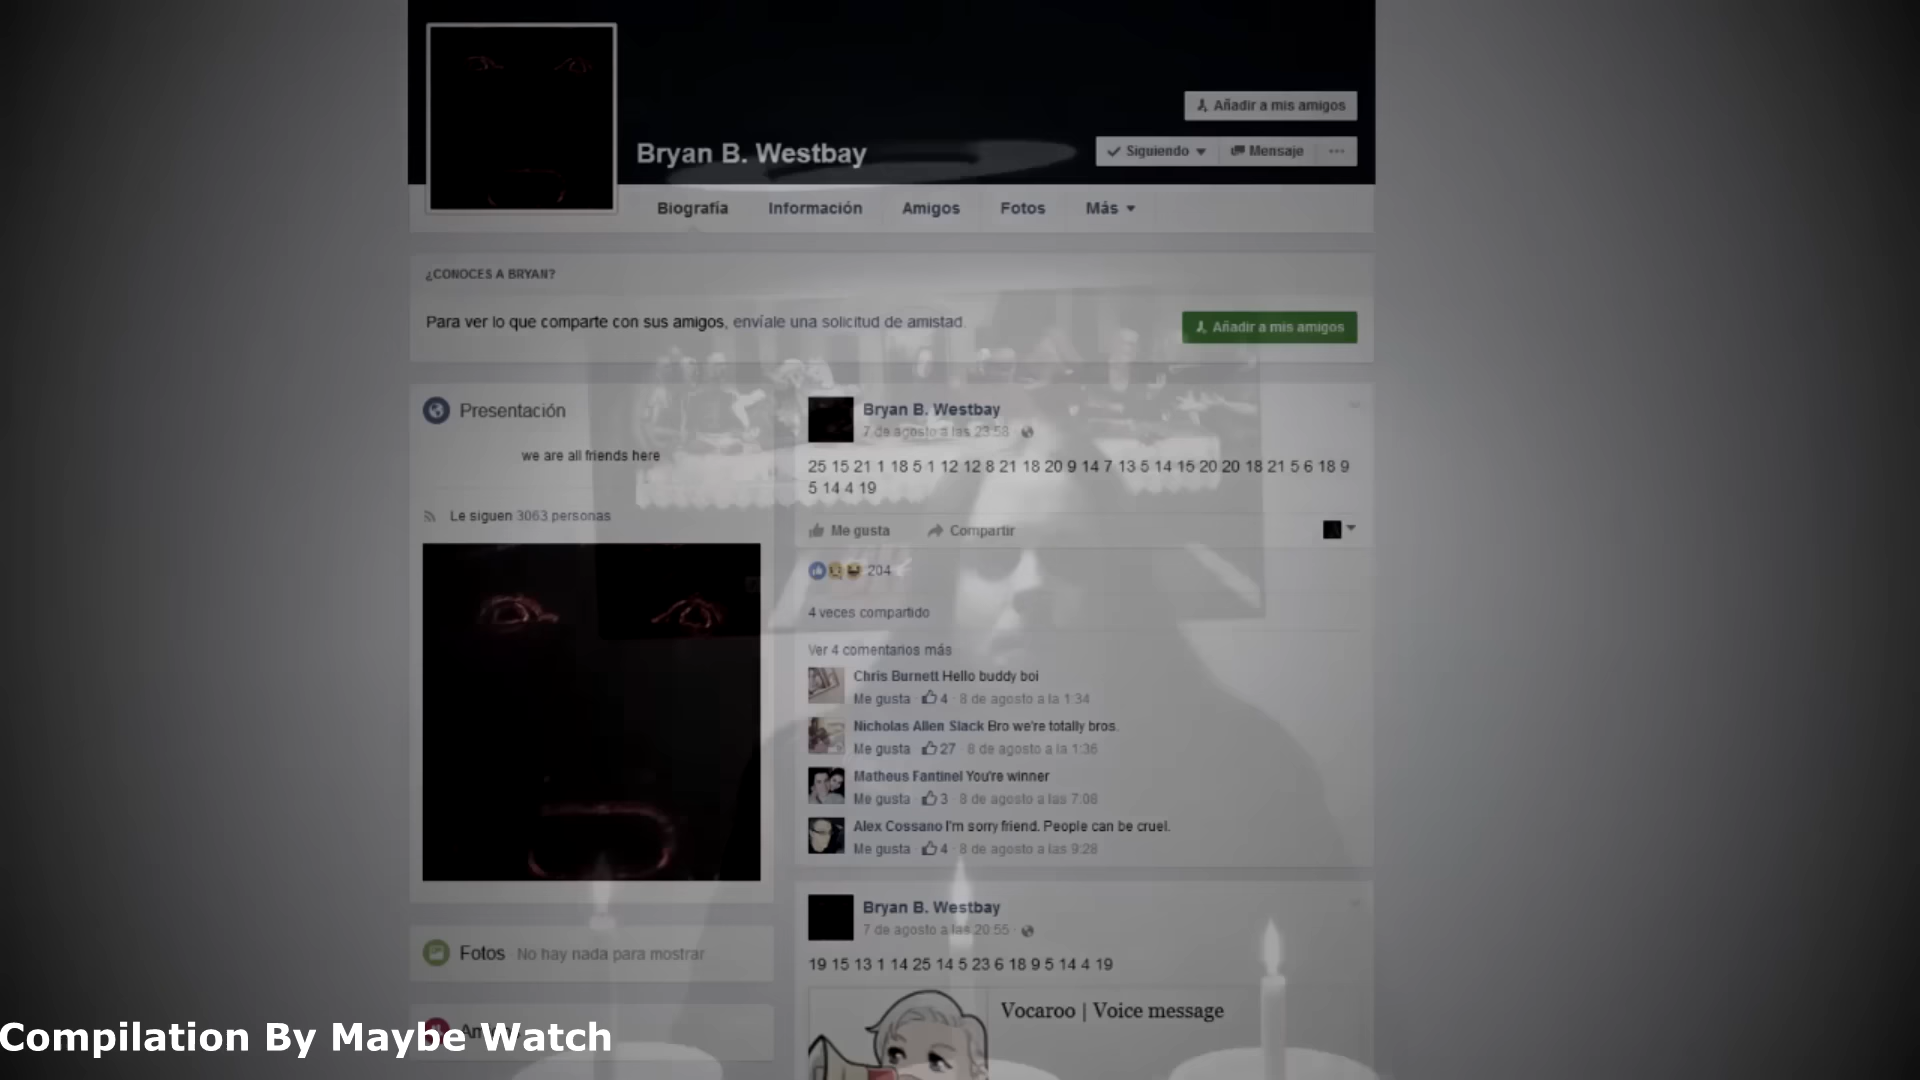 Añadir a mis amigos
Bryan B. Westbay
Siguiendo Mensaje
Biografía Información Amigos Fotos Más
¿CONOCES A BRYAN?
Para ver lo que comparte con sus amigos, envíale una solicitud de amistad.
Añadir a mis amigos
Presentación
we are all friends here
Le siguen 3063 personas
Fotos No hay nada para mostrar
Bryan B. Westbay
7 de agosto a las 23:58
25 15 21 1 18 5 1 12 12 8 21 18 20 9 14 7 13 5 14 15 20 20 18 21 5 6 18 9
5 14 4 19
Me gusta Compartir
204
4 veces compartido
Ver 4 comentarios más
Chris Burnett Hello buddy boi
Me gusta · 4 · 8 de agosto a la 1:34
Nicholas Allen Slack Bro we're totally bros.
Me gusta · 27 · 8 de agosto a la 1:36
Matheus Fantinel You're winner
Me gusta · 3 · 8 de agosto a las 7:08
Alex Cossano I'm sorry friend. People can be cruel.
Me gusta · 4 · 8 de agosto a las 9:28
Bryan B. Westbay
7 de agosto a las 20:55
19 15 13 1 14 25 14 5 23 6 18 9 5 14 4 19
Vocaroo | Voice message
Compilation By Maybe Watch